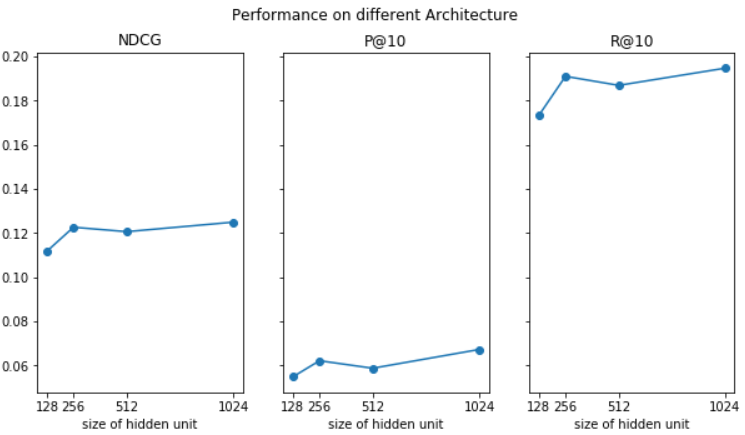 Performance on different Architecture
NDCG
P@10
R@10
0.20
0.18
0.16
0.14
0.12
0.10
0.08
0.06
128 256 512 1024
128 256 512 1024
128 256 512 1024
size of hidden unit
size of hidden unit
size of hidden unit